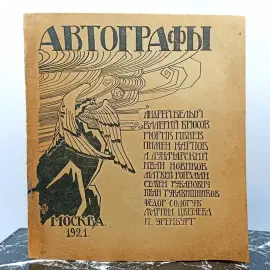 АВТОГРАФЫ
АНДРЕЙ БЕЛЫЙ
ВАЛЕРИЙ БРЮСОВ
РЮРИК ИВНЕВ
ПИМЕН КАРПОВ
А. ЛУНАЧАРСКИЙ
ИВАН НОВИКОВ
МАТВЕЙ РОЙЗМАН
СЕМЕН РУБАНОВИЧ
ИВАН РУКАВИШНИКОВ
ФЕДОР СОЛОГУБ
МАРИНА ЦВЕТАЕВА
И. ЭРЕНБУРГ
МОСКВА
1921